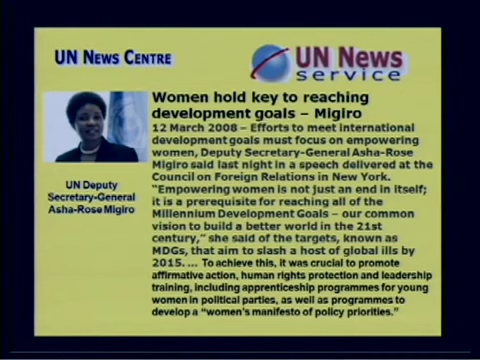 UN NEWS CENTRE
UN News
service
Women hold key to reaching
development goals – Migiro
12 March 2008 – Efforts to meet international
development goals must focus on empowering
women, Deputy Secretary-General Asha-Rose
Migiro said last night in a speech delivered at the
Council on Foreign Relations in New York.
“Empowering women is not just an end in itself;
it is a prerequisite for reaching all of the
Millennium Development Goals – our common
vision to build a better world in the 21st
century,” she said of the targets, known as
MDGs, that aim to slash a host of global ills by
2015. ... To achieve this, it was crucial to promote
affirmative action, human rights protection and leadership
training, including apprenticeship programmes for young
women in political parties, as well as programmes to
develop a “women’s manifesto of policy priorities.”
UN Deputy
Secretary-General
Asha-Rose Migiro